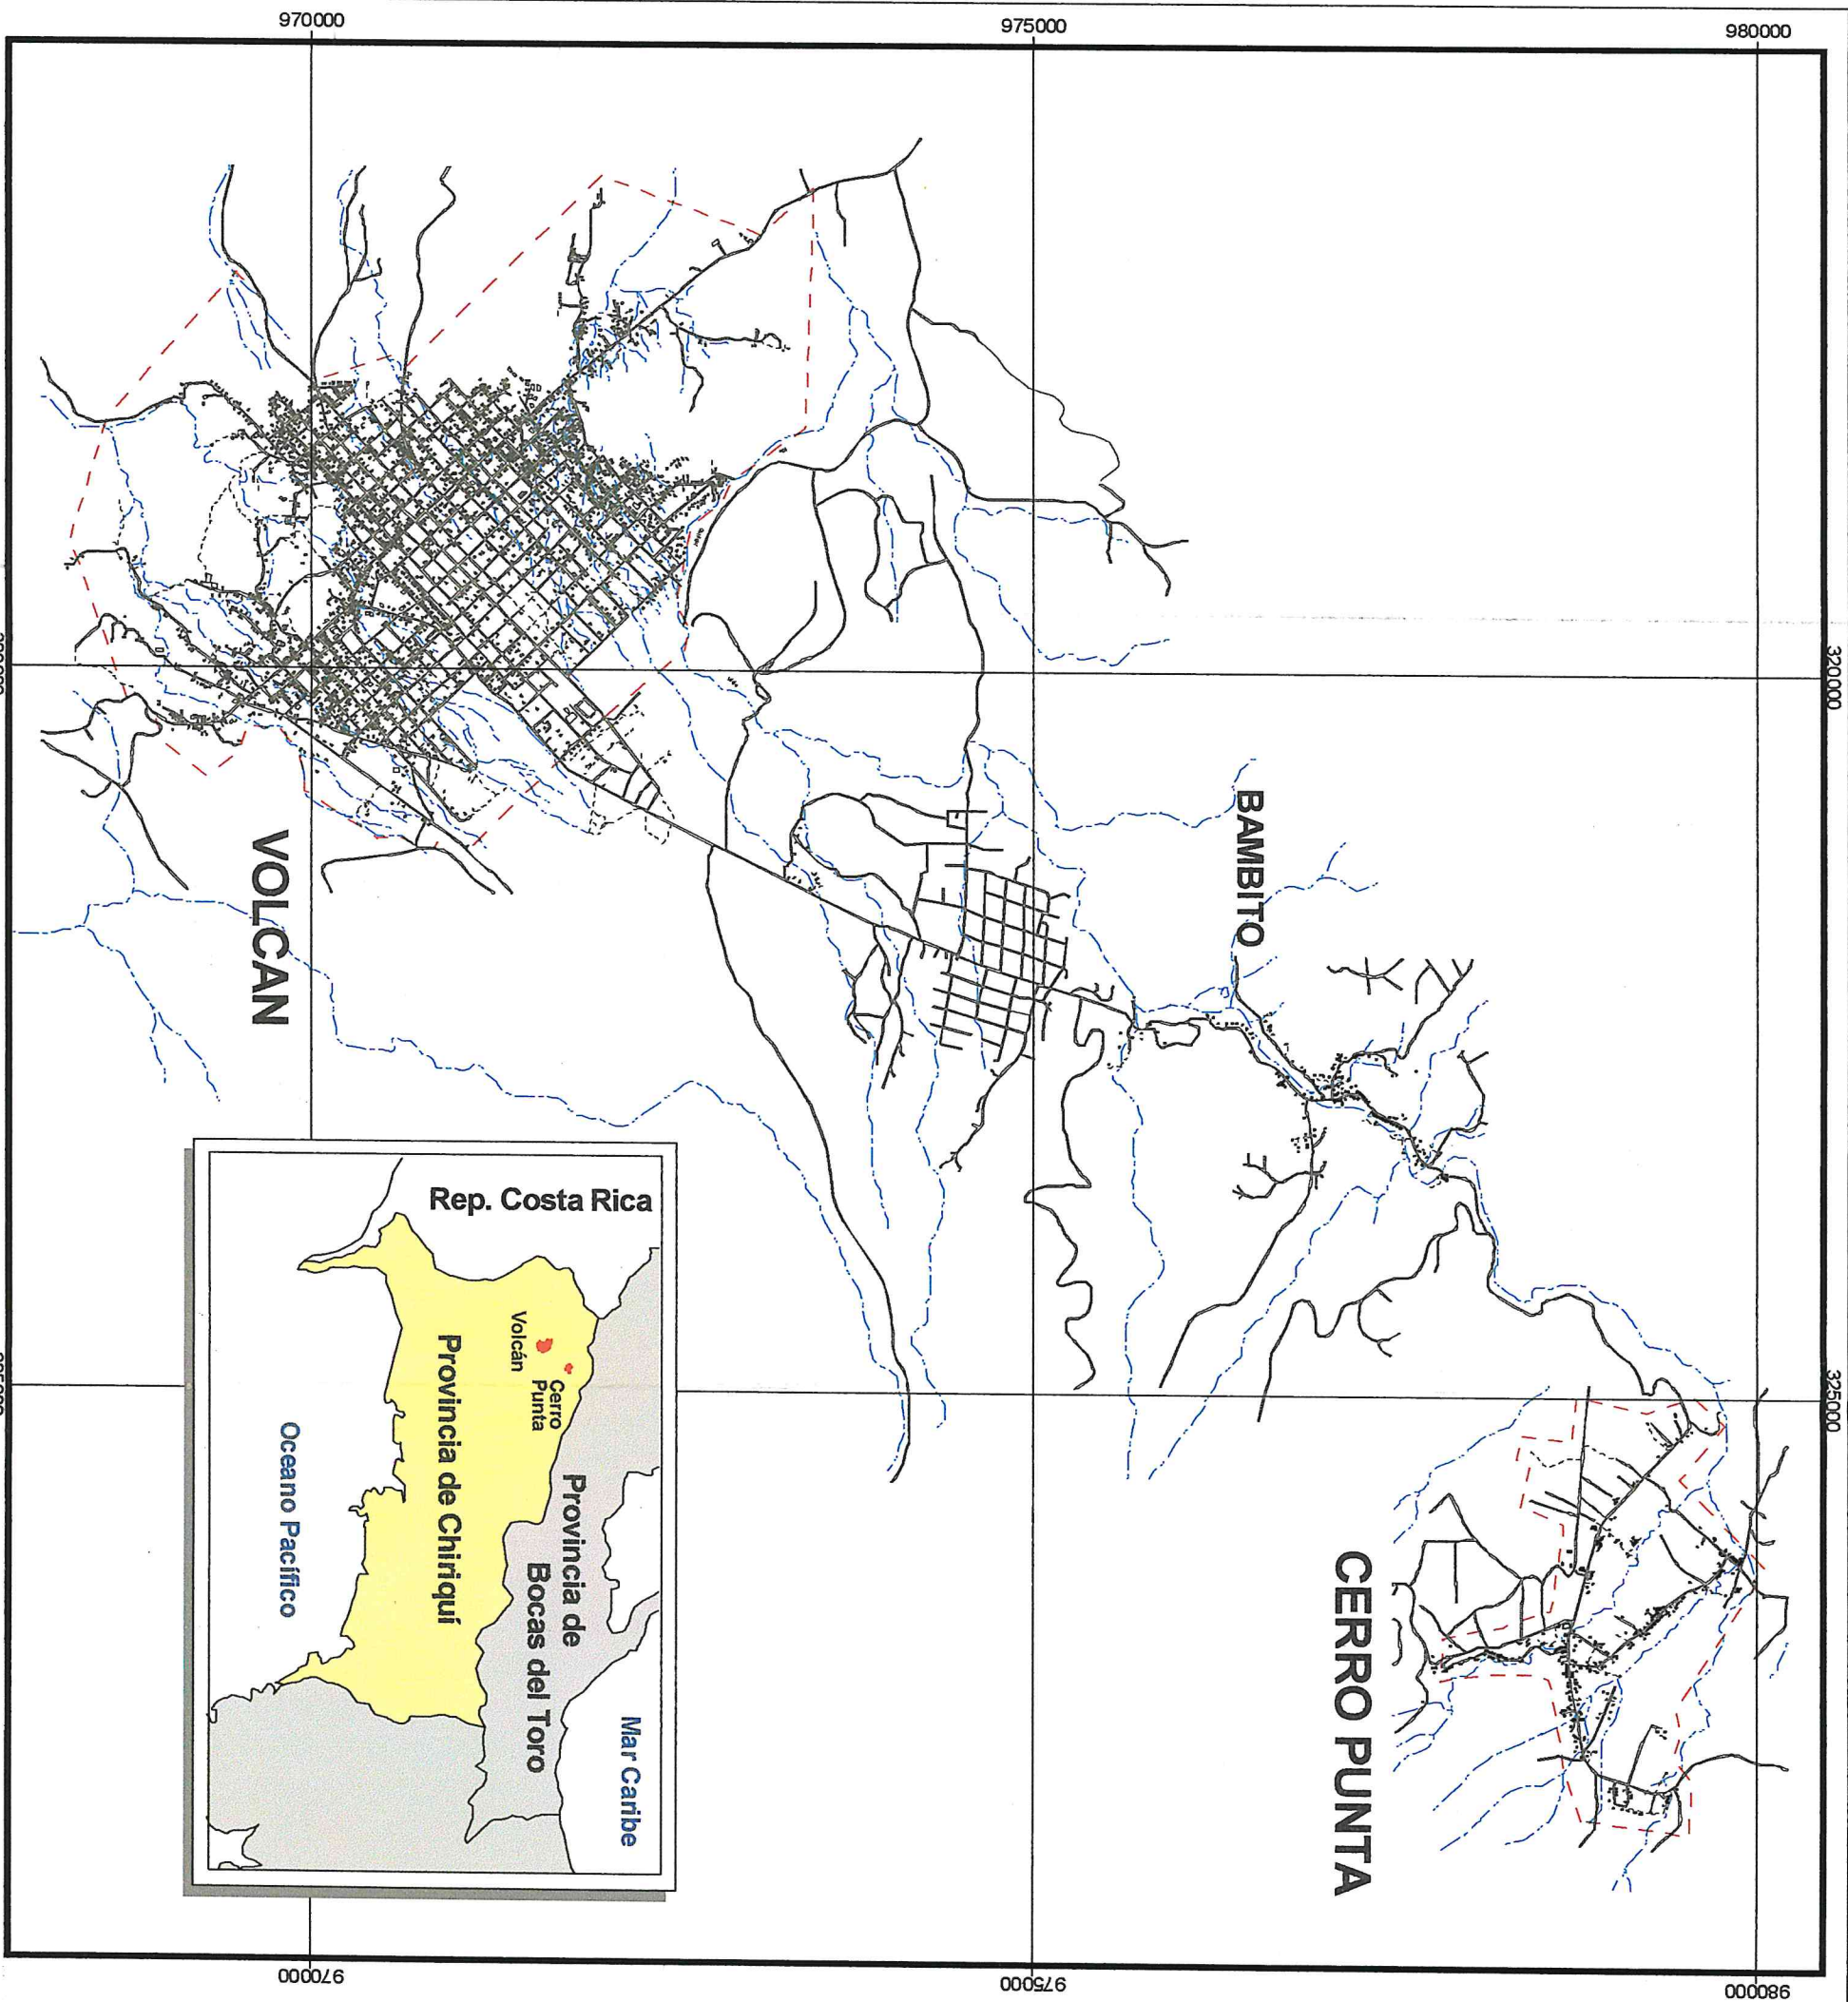 970000
975000
980000
320000
325000
BAMBITO
VOLCAN
CERRO PUNTA
Rep. Costa Rica
Volcán
Cerro
Punta
Provincia de Chiriquí
Provincia de
Bocas del Toro
Oceano Pacífico
Mar Caribe
970000
975000
980000